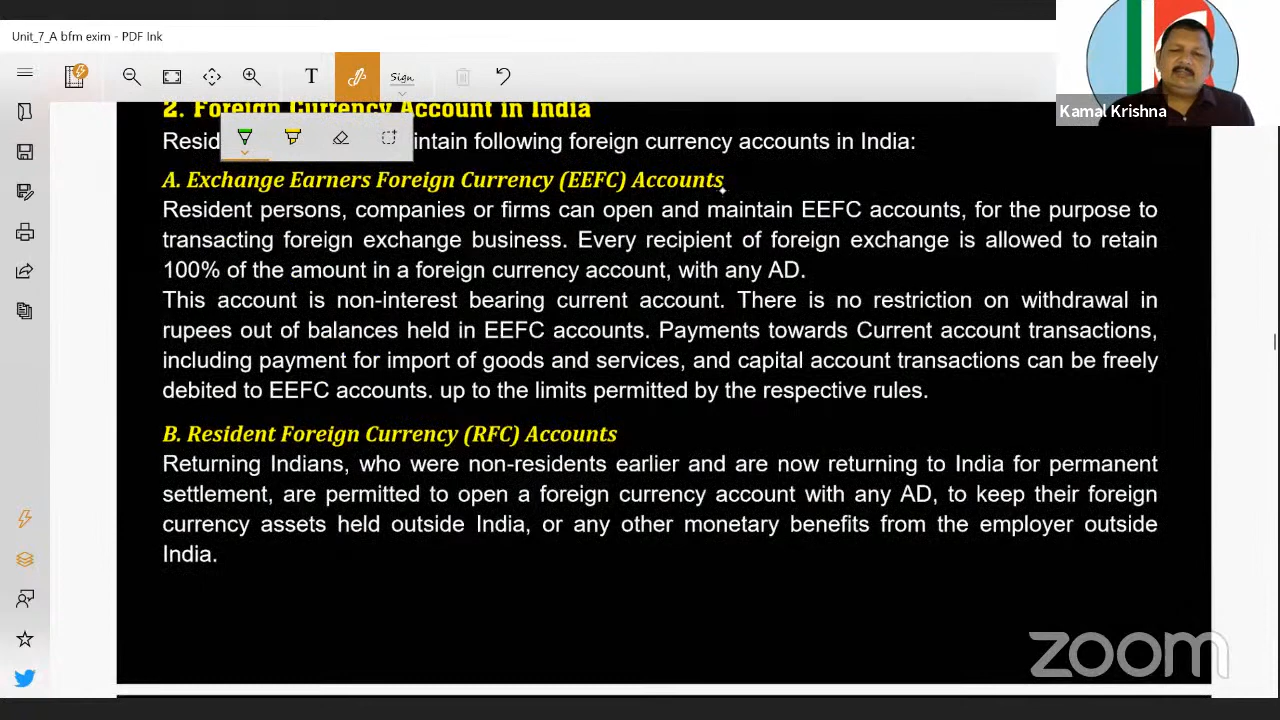 Unit_7_A bfm exim - PDF Ink
T
Sign
Kamal Krishna
2. Foreign Currency Account in India
intain following foreign currency accounts in India:
A. Exchange Earners Foreign Currency (EEFC) Accounts
Resident persons, companies or firms can open and maintain EEFC accounts, for the purpose to
transacting foreign exchange business. Every recipient of foreign exchange is allowed to retain
100% of the amount in a foreign currency account, with any AD.
This account is non-interest bearing current account. There is no restriction on withdrawal in
rupees out of balances held in EEFC accounts. Payments towards Current account transactions,
including payment for import of goods and services, and capital account transactions can be freely
debited to EEFC accounts. up to the limits permitted by the respective rules.
B. Resident Foreign Currency (RFC) Accounts
Returning Indians, who were non-residents earlier and are now returning to India for permanent
settlement, are permitted to open a foreign currency account with any AD, to keep their foreign
currency assets held outside India, or any other monetary benefits from the employer outside
India.
zoom